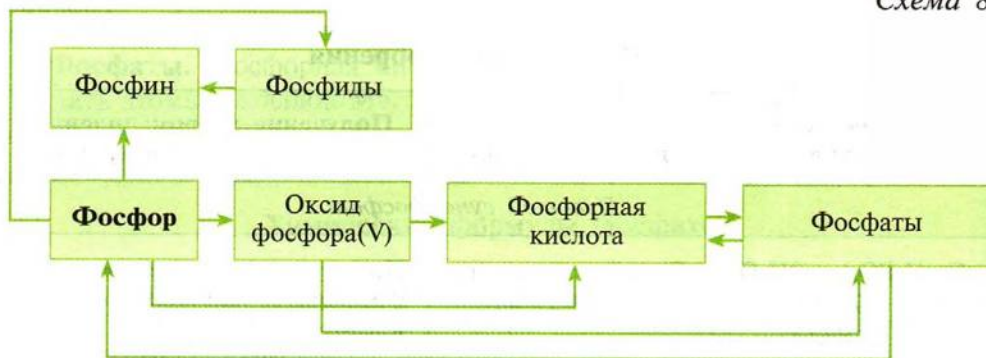 Схема 8
Фосфин
Фосфиды
Фосфор
Оксид
фосфора(V)
Фосфорная
кислота
Фосфаты